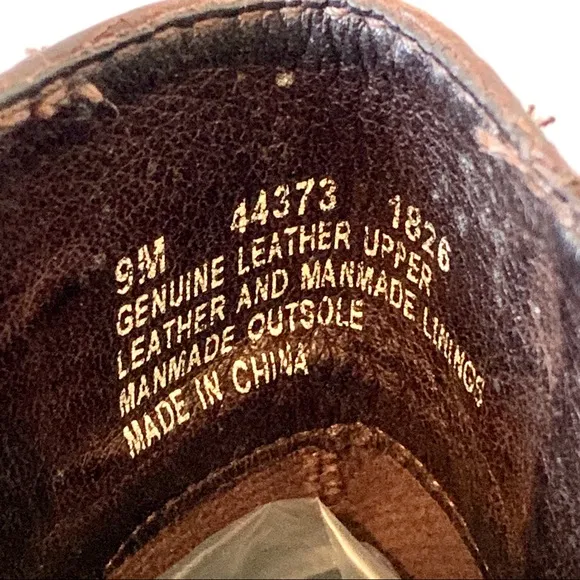 9M 44373 1826
GENUINE LEATHER UPPER
LEATHER AND MANMADE LININGS
MANMADE OUTSOLE
MADE IN CHINA